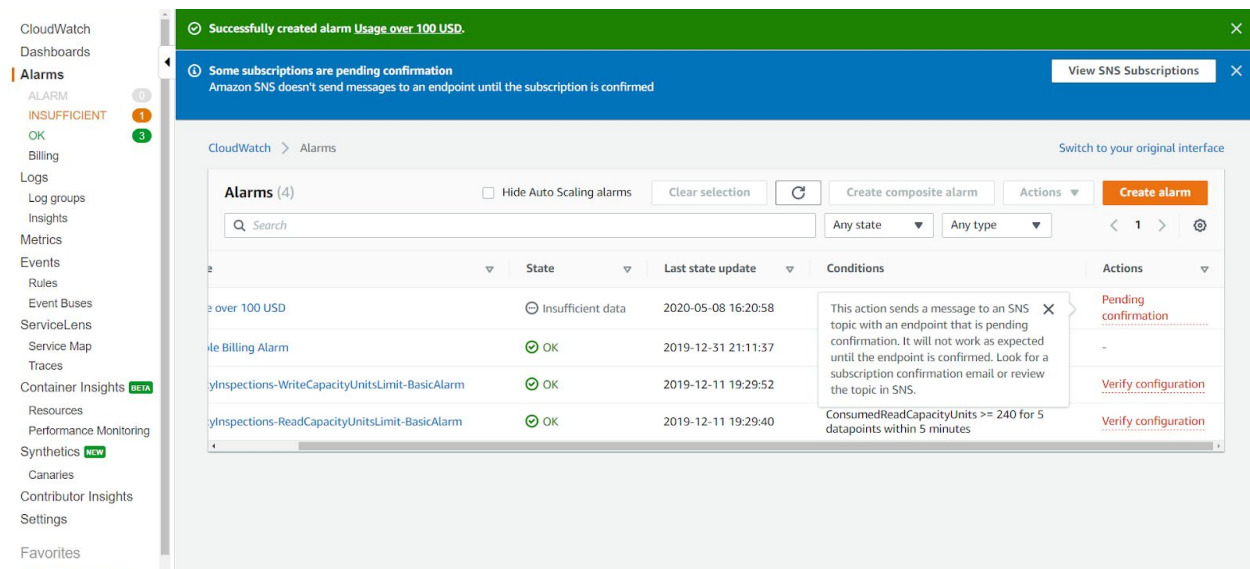 CloudWatch
Dashboards
Alarms
ALARM 0
INSUFFICIENT 1
OK 3
Billing
Logs
Log groups
Insights
Metrics
Events
Rules
Event Buses
ServiceLens
Service Map
Traces
Container Insights BETA
Resources
Performance Monitoring
Synthetics NEW
Canaries
Contributor Insights
Settings
Favorites
Successfully created alarm Usage over 100 USD.
Some subscriptions are pending confirmation
Amazon SNS doesn't send messages to an endpoint until the subscription is confirmed
View SNS Subscriptions
CloudWatch > Alarms
Switch to your original interface
Alarms (4)
Hide Auto Scaling alarms
Clear selection
Create composite alarm
Actions
Create alarm
Search
Any state
Any type
1
State
Last state update
Conditions
Actions
over 100 USD
Insufficient data
2020-05-08 16:20:58
Pending
confirmation
This action sends a message to an SNS
topic with an endpoint that is pending
confirmation. It will not work as expected
until the endpoint is confirmed. Look for a
subscription confirmation email or review
the topic in SNS.
le Billing Alarm
OK
2019-12-31 21:11:37
-
yInspections-WriteCapacityUnitsLimit-BasicAlarm
OK
2019-12-11 19:29:52
Verify configuration
yInspections-ReadCapacityUnitsLimit-BasicAlarm
OK
2019-12-11 19:29:40
ConsumedReadCapacityUnits >= 240 for 5
datapoints within 5 minutes
Verify configuration